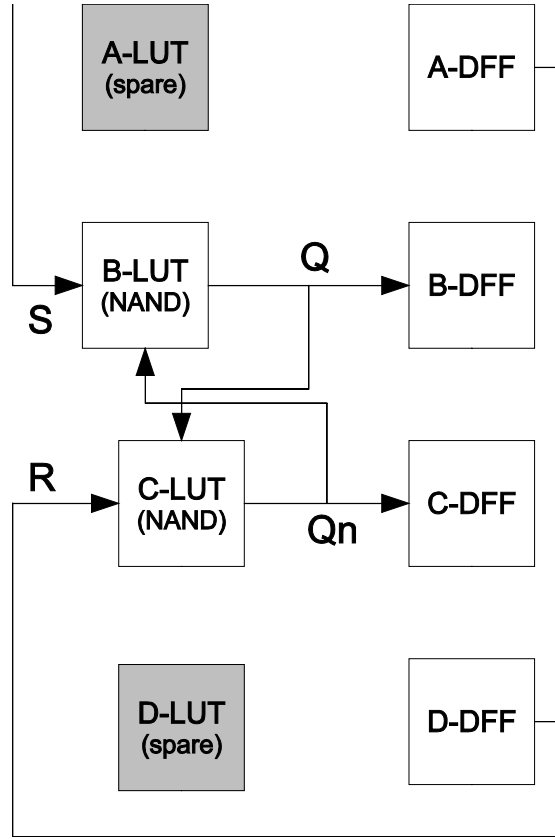 A-LUT
(spare)
A-DFF
B-LUT
(NAND)
Q
B-DFF
S
R
C-LUT
(NAND)
Qn
C-DFF
D-LUT
(spare)
D-DFF